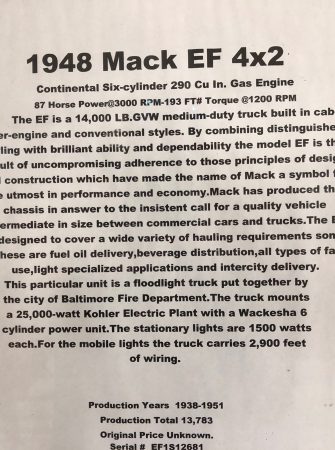 1948 Mack EF 4x2
Continental Six-cylinder 290 Cu In. Gas Engine
87 Horse Power@3000 RPM-193 FT# Torque @1200 RPM
The EF is a 14,000 LB.GVW medium-duty truck built in cab
er-engine and conventional styles. By combining distinguishe
ling with brilliant ability and dependability the model EF is th
ult of uncompromising adherence to those principles of desig
construction which have made the name of Mack a symbol f
e utmost in performance and economy.Mack has produced th
chassis in answer to the insistent call for a quality vehicle
ermediate in size between commercial cars and trucks.The E
designed to cover a wide variety of hauling requirements som
hese are fuel oil delivery,beverage distribution,all types of fa
use,light specialized applications and intercity delivery.
This particular unit is a floodlight truck put together by
the city of Baltimore Fire Department.The truck mounts
a 25,000-watt Kohler Electric Plant with a Wackesha 6
cylinder power unit.The stationary lights are 1500 watts
each.For the mobile lights the truck carries 2,900 feet
of wiring.
Production Years 1938-1951
Production Total 13,783
Original Price Unknown.
Serial # EF1S12681